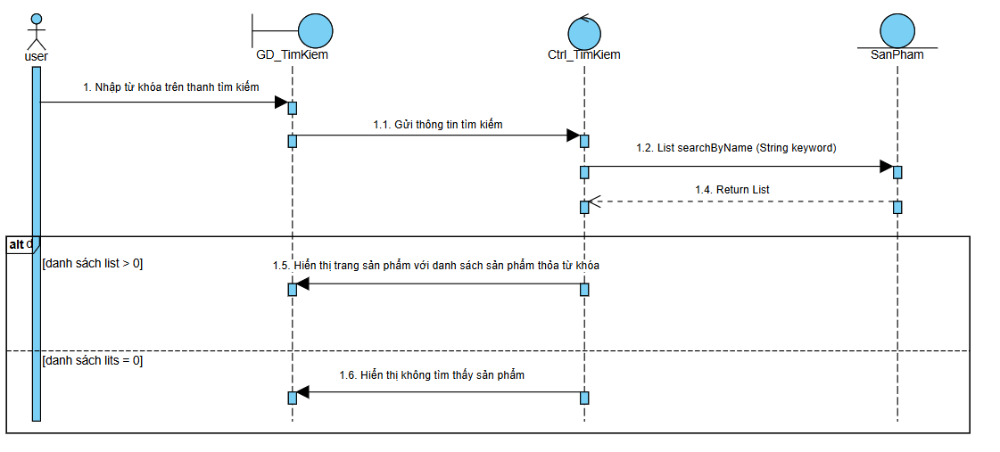 user
GD_TimKiem
Ctrl_TimKiem
SanPham
1. Nhập từ khóa trên thanh tìm kiếm
1.1. Gửi thông tin tìm kiếm
1.2. List searchByName (String keyword)
1.4. Return List
alt d
[danh sách list > 0]
1.5. Hiển thị trang sản phẩm với danh sách sản phẩm thỏa từ khóa
[danh sách lits = 0]
1.6. Hiển thị không tìm thấy sản phẩm